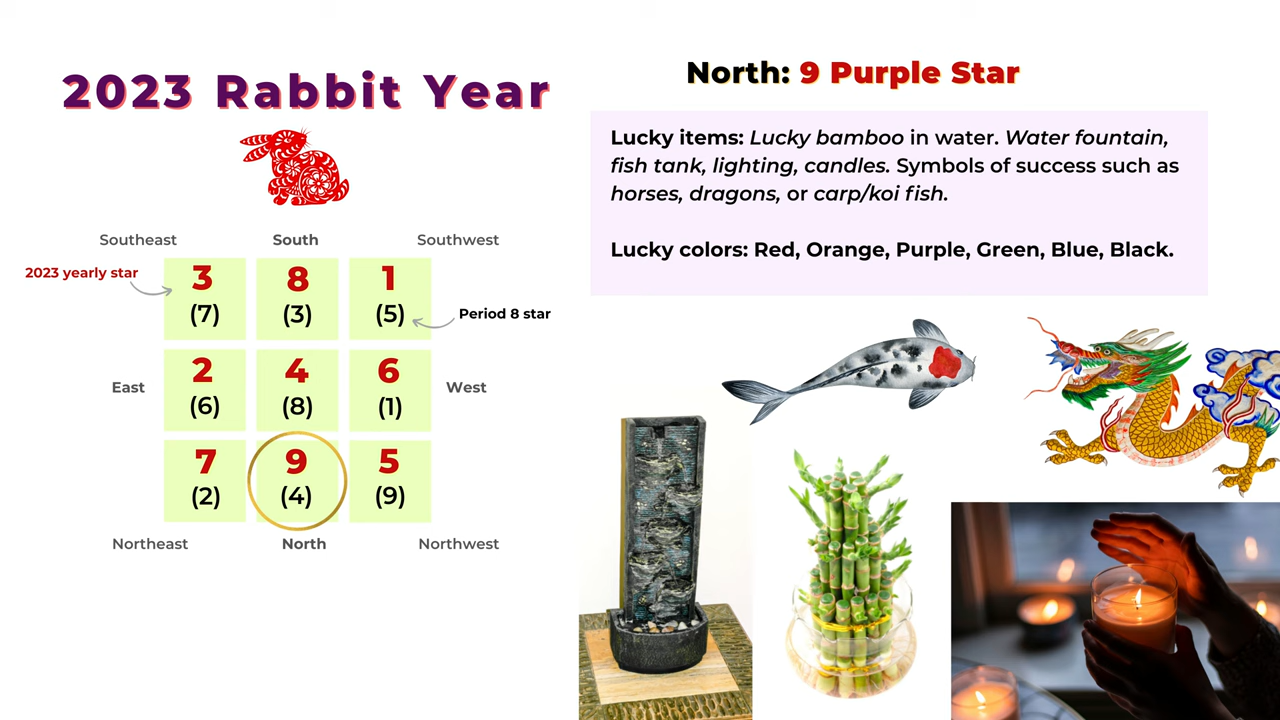 2023 Rabbit Year
Southeast South Southwest
2023 yearly star
3 8 1
(7) (3) (5)
Period 8 star
2 4 6
East West
(6) (8) (1)
7 9 5
(2) (4) (9)
Northeast North Northwest
North: 9 Purple Star
Lucky items: Lucky bamboo in water. Water fountain,
fish tank, lighting, candles. Symbols of success such as
horses, dragons, or carp/koi fish.
Lucky colors: Red, Orange, Purple, Green, Blue, Black.